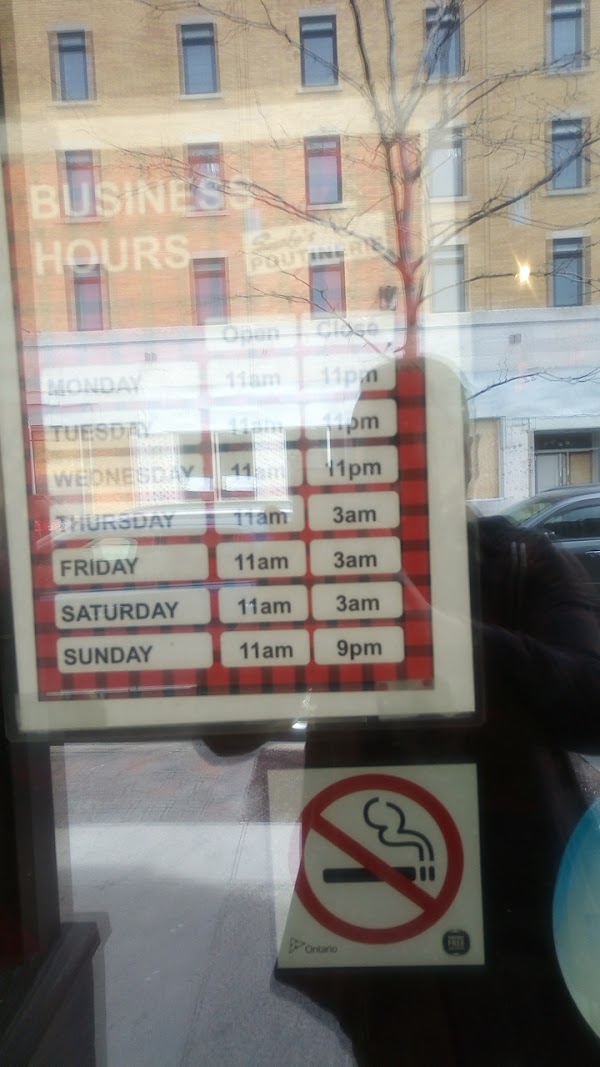 BUSINESS
HOURS
POUTINERIE
Open Close
MONDAY 11am 11pm
TUESDAY 11am 11pm
WEDNESDAY 11am 11pm
THURSDAY 11am 3am
FRIDAY 11am 3am
SATURDAY 11am 3am
SUNDAY 11am 9pm
Ontario
FREE